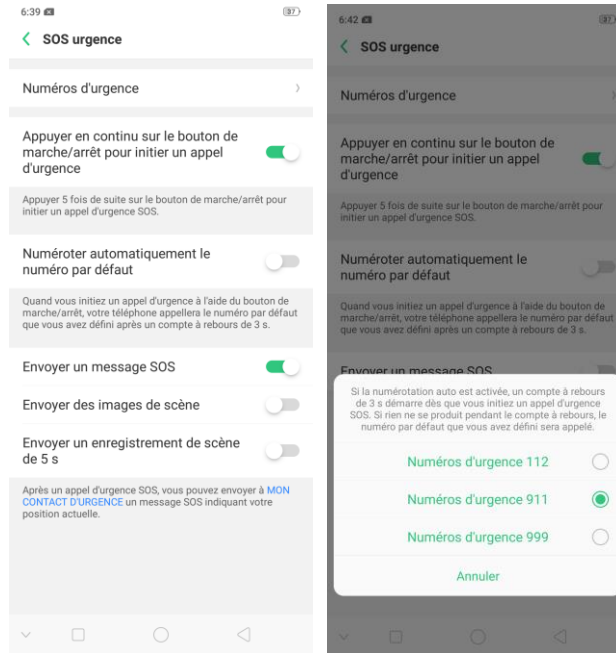 6:39
37
SOS urgence
Numéros d'urgence
Appuyer en continu sur le bouton de
marche/arrêt pour initier un appel
d'urgence
Appuyer 5 fois de suite sur le bouton de marche/arrêt pour
initier un appel d'urgence SOS.
Numéroter automatiquement le
numéro par défaut
Quand vous initiez un appel d'urgence à l'aide du bouton de
marche/arrêt, votre téléphone appellera le numéro par défaut
que vous avez défini après un compte à rebours de 3 s.
Envoyer un message SOS
Envoyer des images de scène
Envoyer un enregistrement de scène
de 5 s
Après un appel d'urgence SOS, vous pouvez envoyer à MON
CONTACT D'URGENCE un message SOS indiquant votre
position actuelle.
6:42
37
SOS urgence
Numéros d'urgence
Appuyer en continu sur le bouton de
marche/arrêt pour initier un appel
d'urgence
Appuyer 5 fois de suite sur le bouton de marche/arrêt pour
initier un appel d'urgence SOS.
Numéroter automatiquement le
numéro par défaut
Quand vous initiez un appel d'urgence à l'aide du bouton de
marche/arrêt, votre téléphone appellera le numéro par défaut
que vous avez défini après un compte à rebours de 3 s.
Envoyer un message SOS
Si la numérotation auto est activée, un compte à rebours
de 3 s démarre dès que vous initiez un appel d'urgence
SOS. Si rien ne se produit pendant le compte à rebours, le
numéro par défaut que vous avez défini sera appelé.
Numéros d'urgence 112
Numéros d'urgence 911
Numéros d'urgence 999
Annuler